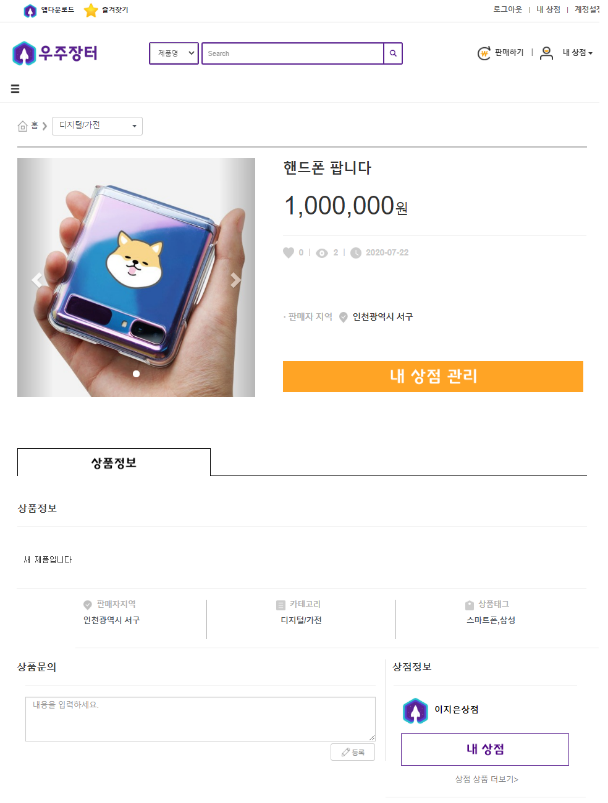 앱다운로드 즐겨찾기 로그아웃 | 내 상점 | 계정설정
우주장터 제품명 Search 판매하기 | 내 상점
홈 디지털/가전
핸드폰 팝니다
1,000,000원
0 | 2 | 2020-07-22
· 판매자 지역 인천광역시 서구
내 상점 관리
상품정보
상품정보
새 제품입니다
판매자지역 카테고리 상품태그
인천광역시 서구 디지털/가전 스마트폰,삼성
상품문의 상점정보
내용을 입력하세요.
이지은상점
내 상점
등록
상점 상품 더보기>